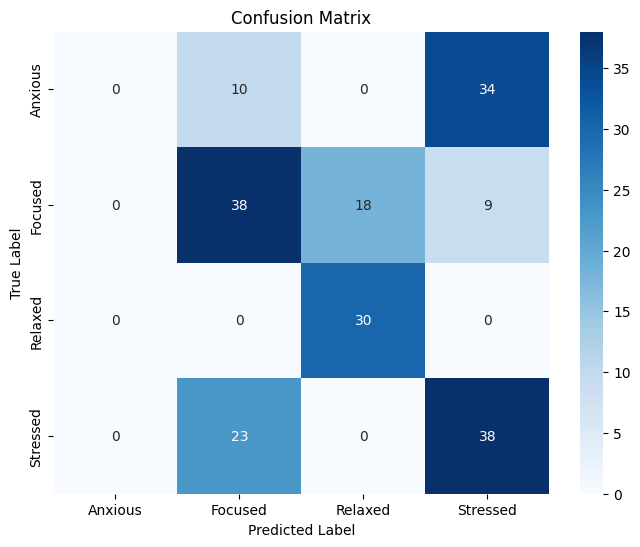 Confusion Matrix
True Label
Anxious
0
10
0
34
Focused
0
38
18
9
Relaxed
0
0
30
0
Stressed
0
23
0
38
Anxious
Focused
Relaxed
Stressed
Predicted Label
35
30
25
20
15
10
5
0